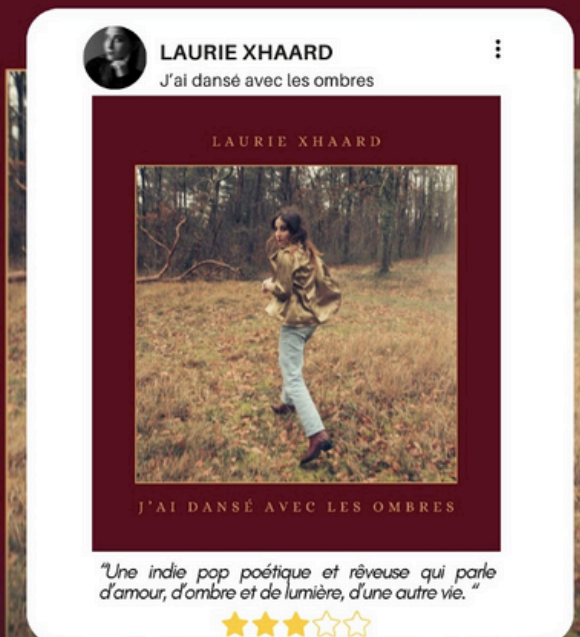 LAURIE XHAARD
J'ai dansé avec les ombres
LAURIE XHAARD
J'AI DANSÉ AVEC LES OMBRES
“Une indie pop poétique et rêveuse qui parle
d'amour, d'ombre et de lumière, d'une autre vie. “